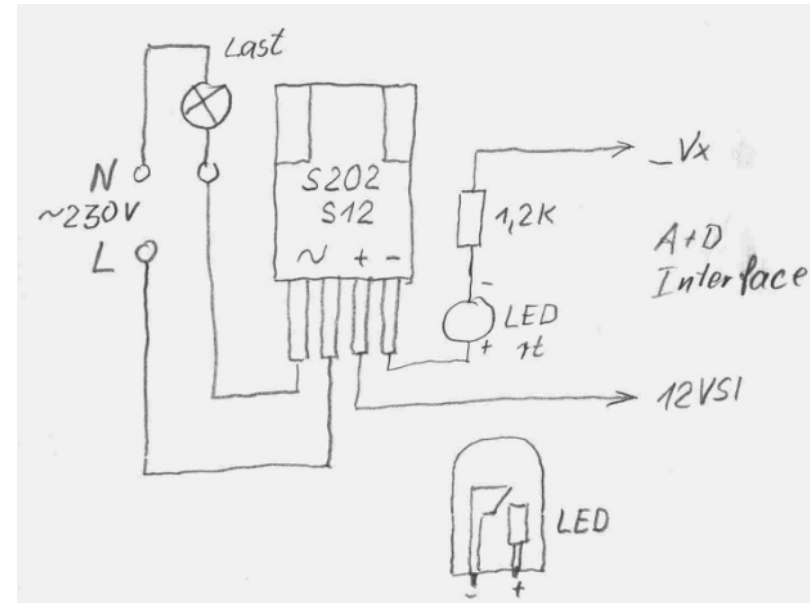 Last
N
~230V
L
S202
S12
~ + -
1,2K
-
LED
+ rt
_Vx
A+D
Interface
12VSI
LED
- +